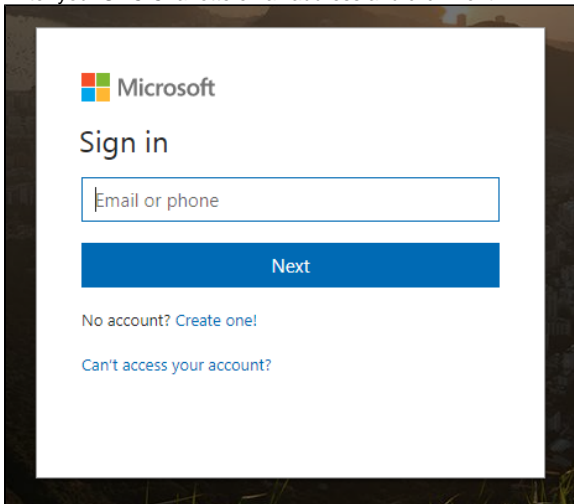 Microsoft
Sign in
Email or phone
Next
No account? Create one!
Can't access your account?